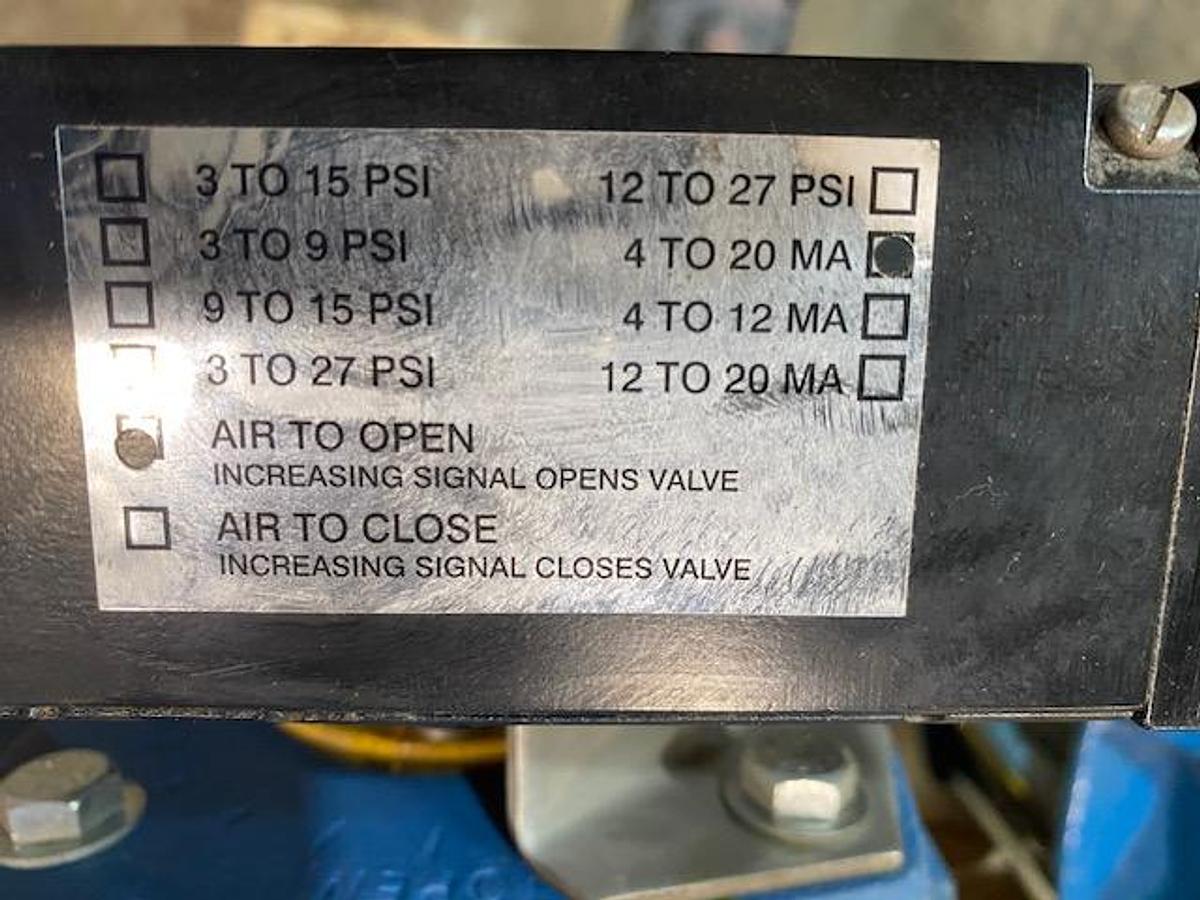 3 TO 15 PSI 12 TO 27 PSI
3 TO 9 PSI 4 TO 20 MA
9 TO 15 PSI 4 TO 12 MA
3 TO 27 PSI 12 TO 20 MA
AIR TO OPEN
INCREASING SIGNAL OPENS VALVE
AIR TO CLOSE
INCREASING SIGNAL CLOSES VALVE
OPEN